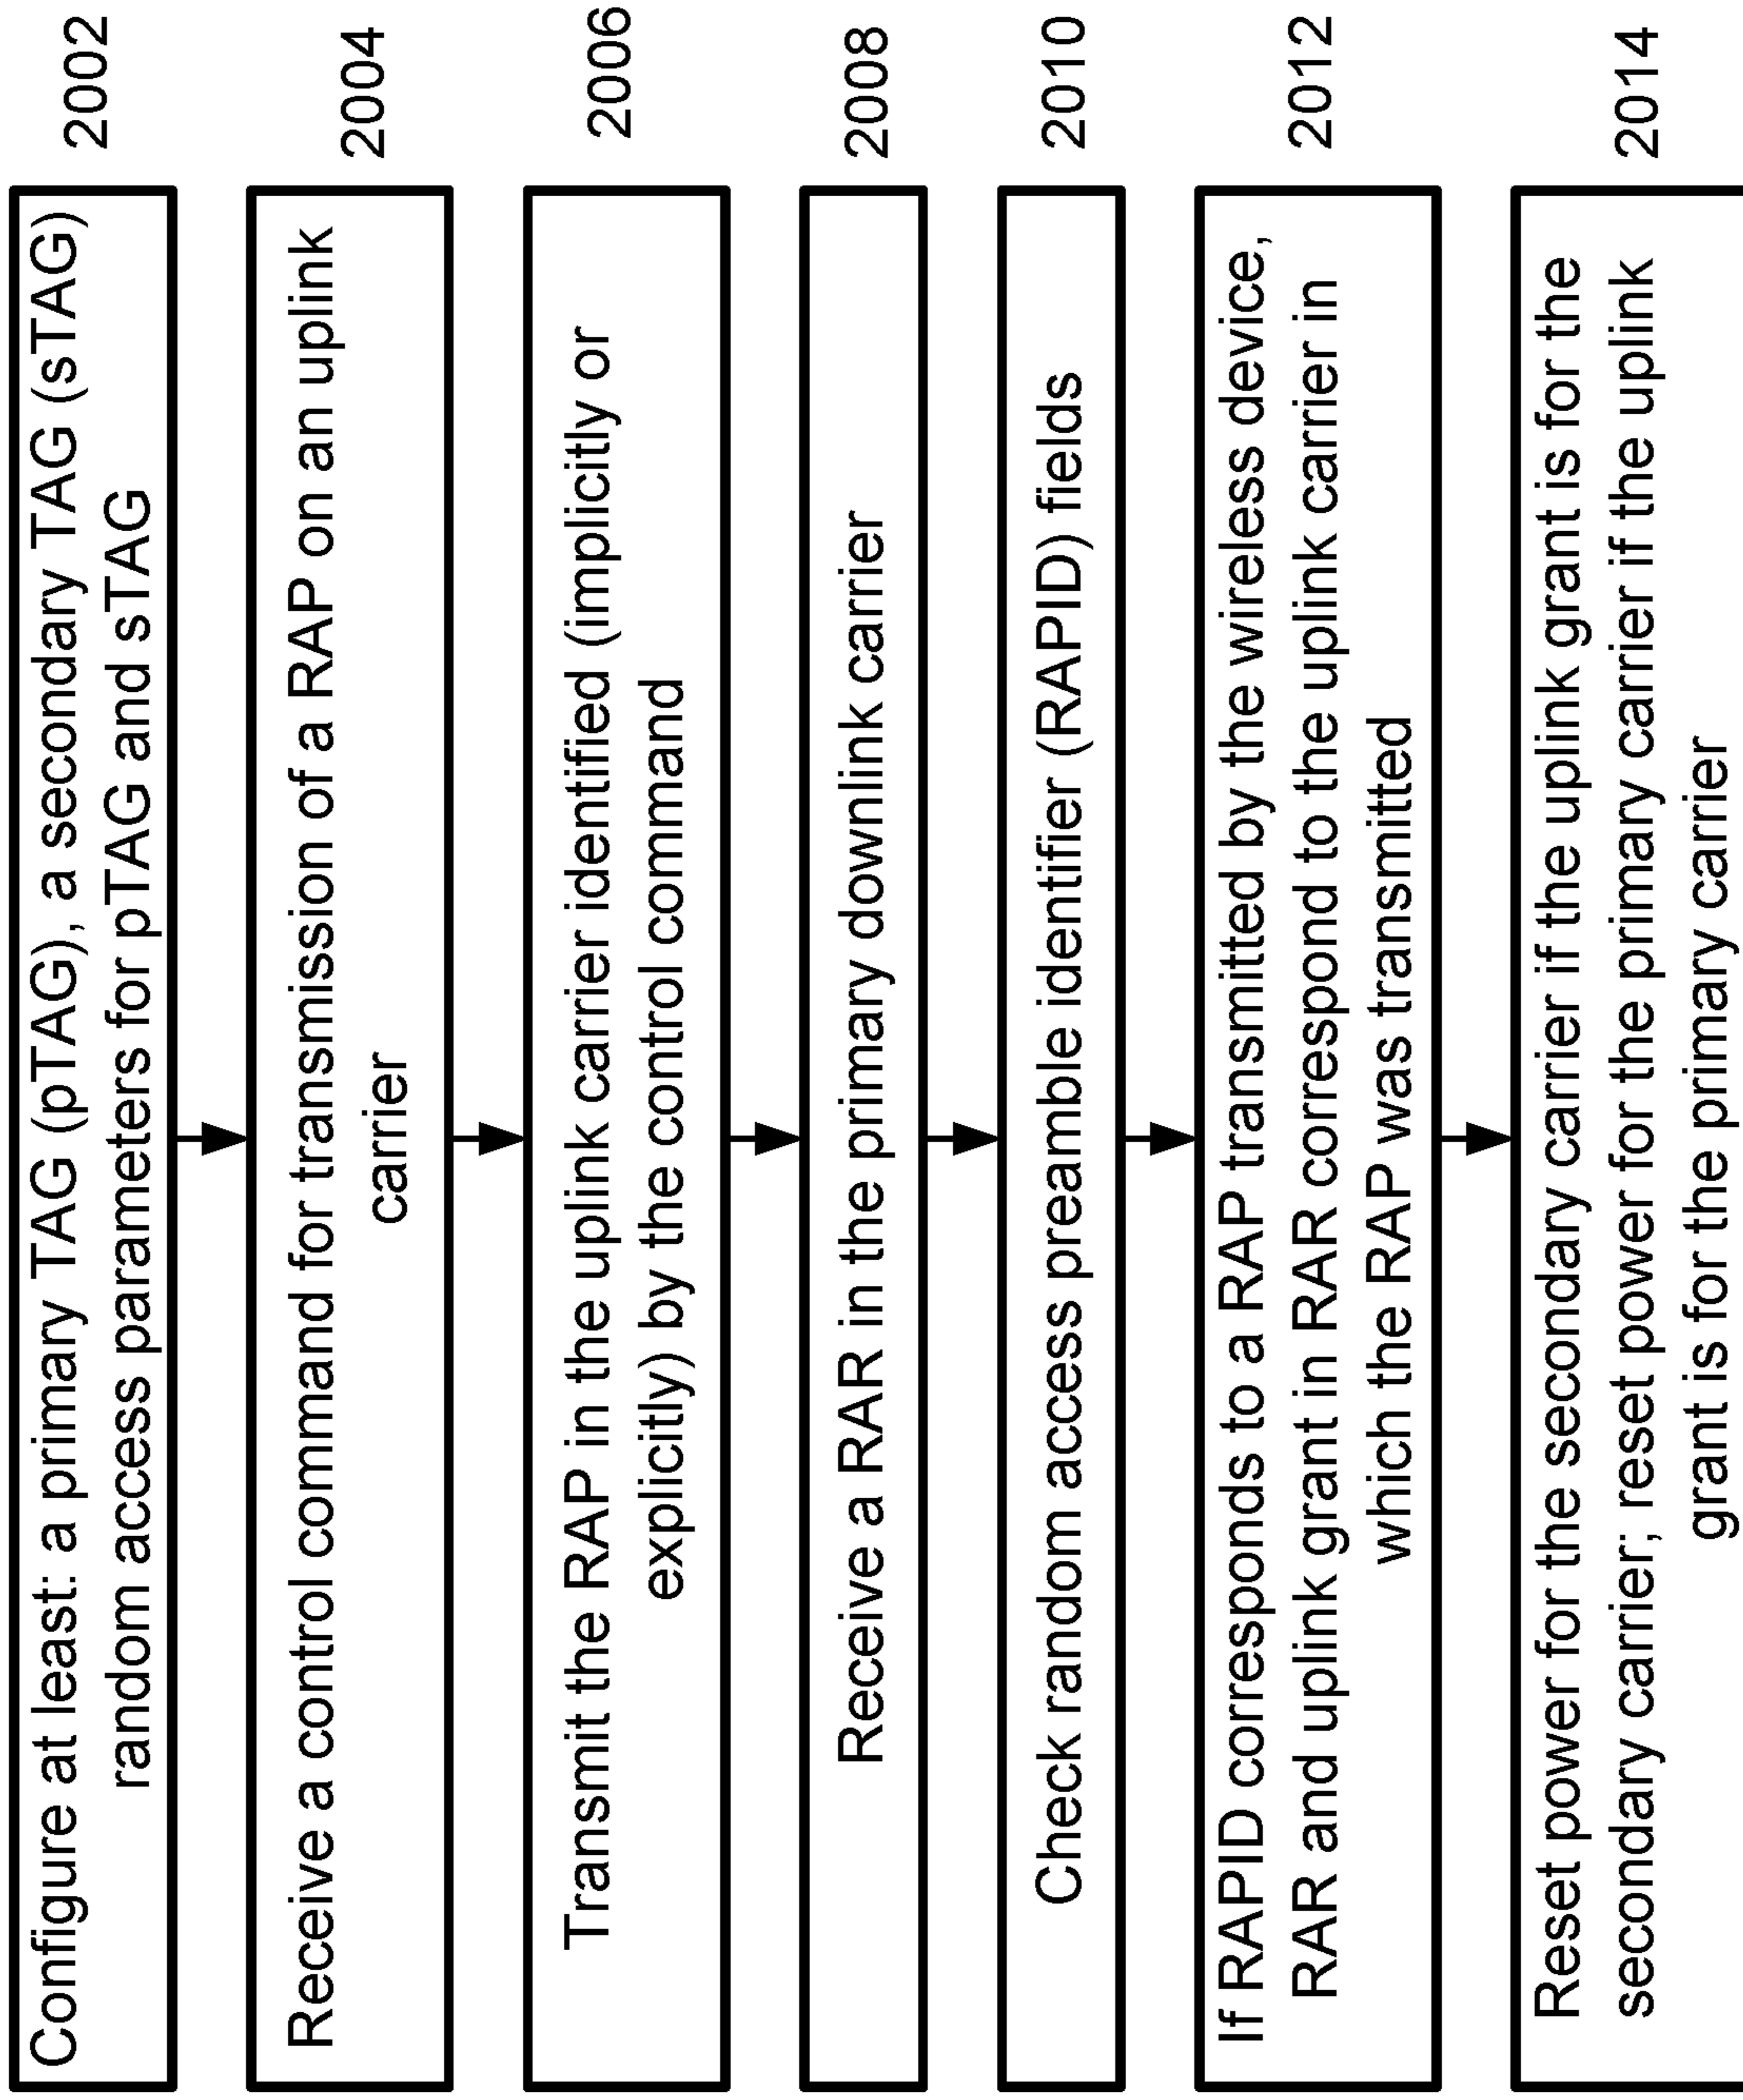 Configure at least: a primary TAG (pTAG), a secondary TAG (sTAG)
random access parameters for pTAG and sTAG
2002
Receive a control command for transmission of a RAP on an uplink
carrier
2004
Transmit the RAP in the uplink carrier identified (implicitly or
explicitly) by the control command
2006
Receive a RAR in the primary downlink carrier
2008
Check random access preamble identifier (RAPID) fields
2010
If RAPID corresponds to a RAP transmitted by the wireless device,
RAR and uplink grant in RAR correspond to the uplink carrier in
which the RAP was transmitted
2012
Reset power for the secondary carrier if the uplink grant is for the
secondary carrier; reset power for the primary carrier if the uplink
grant is for the primary carrier
2014